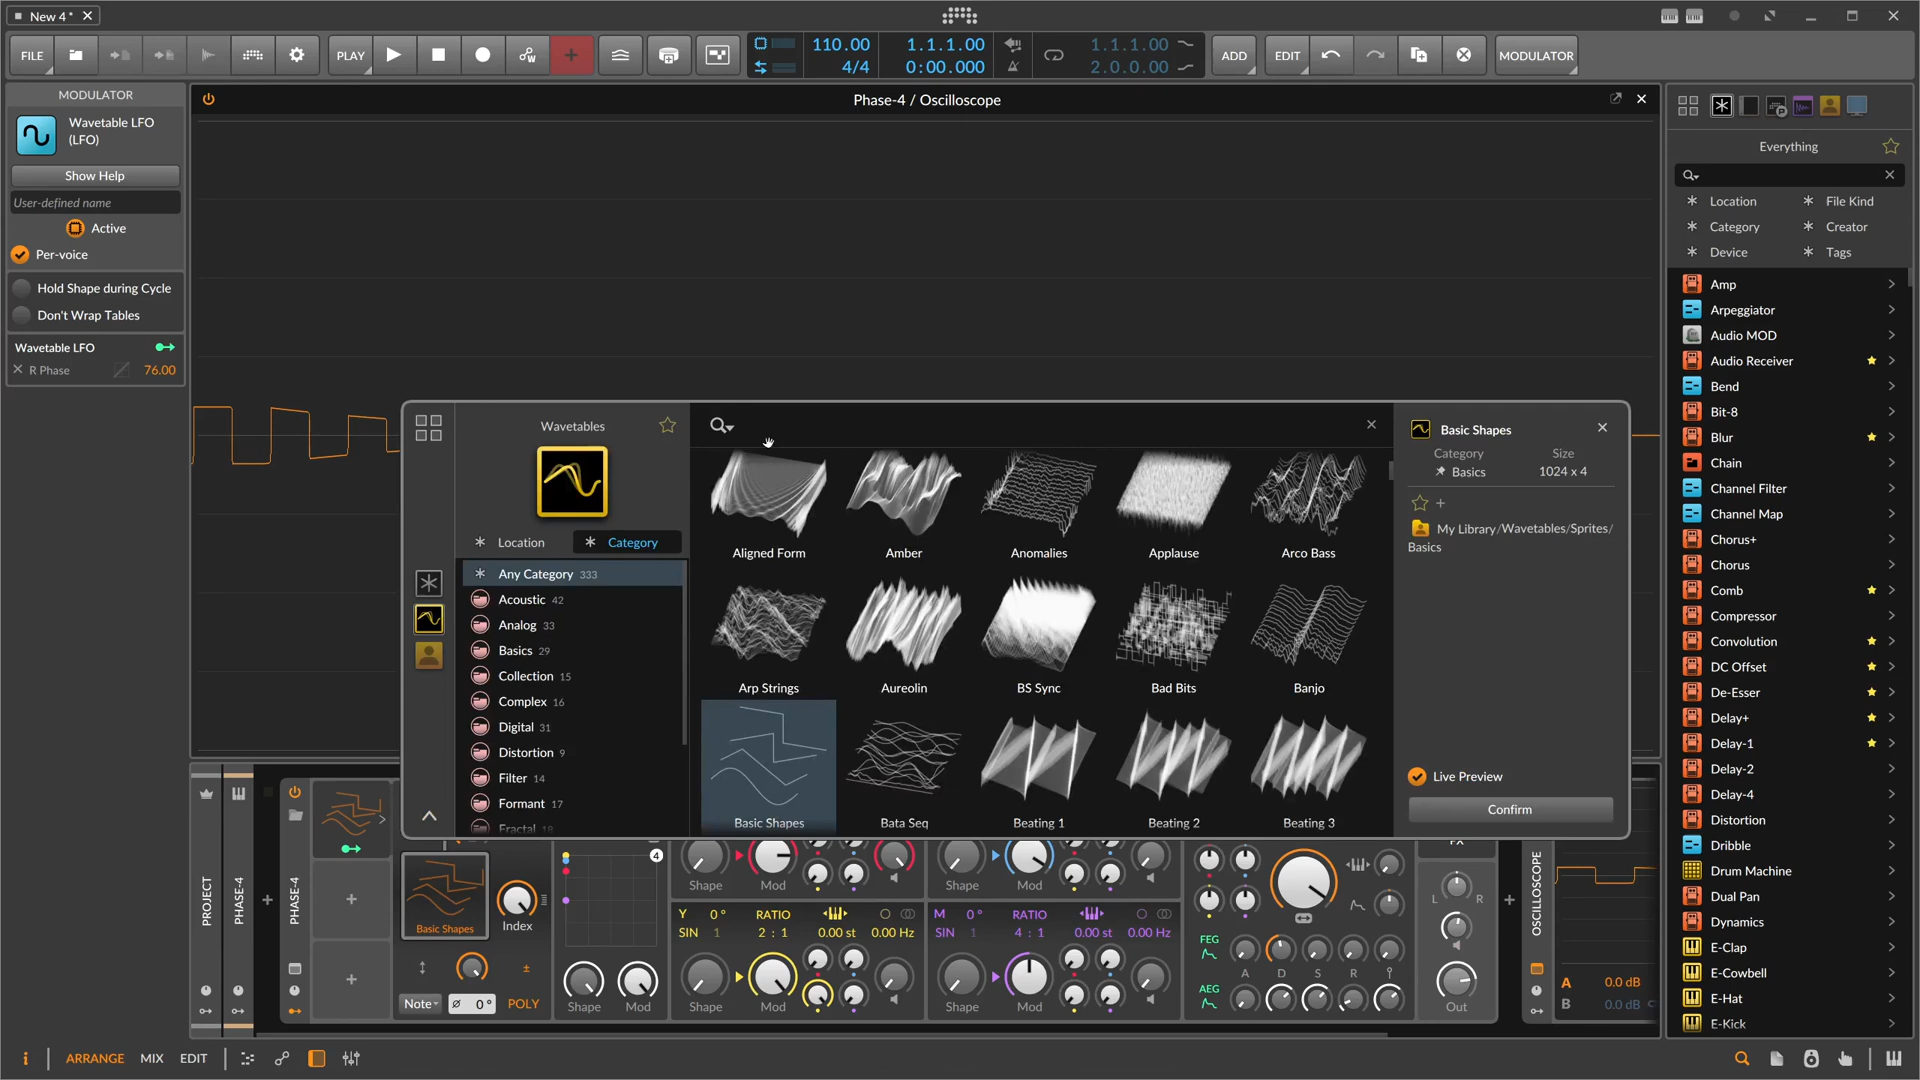 New 4 *
FILE
PLAY
110.00
4/4
1.1.1.00
0:00.000
1.1.1.00
2.0.0.00
ADD
EDIT
MODULATOR
MODULATOR
Wavetable LFO
(LFO)
Show Help
User-defined name
Active
Per-voice
Hold Shape during Cycle
Don't Wrap Tables
Wavetable LFO
R Phase 76.00
Phase-4 / Oscilloscope
Wavetables
Location
Category
Any Category 333
Acoustic 42
Analog 33
Basics 29
Collection 15
Complex 16
Digital 31
Distortion 9
Filter 14
Formant 17
Fractal 18
Aligned Form
Amber
Anomalies
Applause
Arco Bass
Arp Strings
Aureolin
BS Sync
Bad Bits
Banjo
Basic Shapes
Bata Seq
Beating 1
Beating 2
Beating 3
Basic Shapes
Category
Size
Basics
1024 x 4
My Library/Wavetables/Sprites/
Basics
Live Preview
Confirm
Everything
Location
File Kind
Category
Creator
Device
Tags
Amp
Arpeggiator
Audio MOD
Audio Receiver
Bend
Bit-8
Blur
Chain
Channel Filter
Channel Map
Chorus+
Chorus
Comb
Compressor
Convolution
DC Offset
De-Esser
Delay+
Delay-1
Delay-2
Delay-4
Distortion
Dribble
Drum Machine
Dual Pan
Dynamics
E-Clap
E-Cowbell
E-Hat
E-Kick
PROJECT
PHASE-4
PHASE-4
Basic Shapes
Index
Note
0 °
POLY
4
Shape
Mod
Shape
Mod
Y 0° RATIO
SIN 1 2 : 1 0.00 st 0.00 Hz
Shape
Mod
Shape
Mod
M 0° RATIO
SIN 1 4 : 1 0.00 st 0.00 Hz
Shape
Mod
FEG
A D S R
AEG
FX
L R
Out
OSCILLOSCOPE
A 0.0 dB
B 0.0 dB
i
ARRANGE
MIX
EDIT